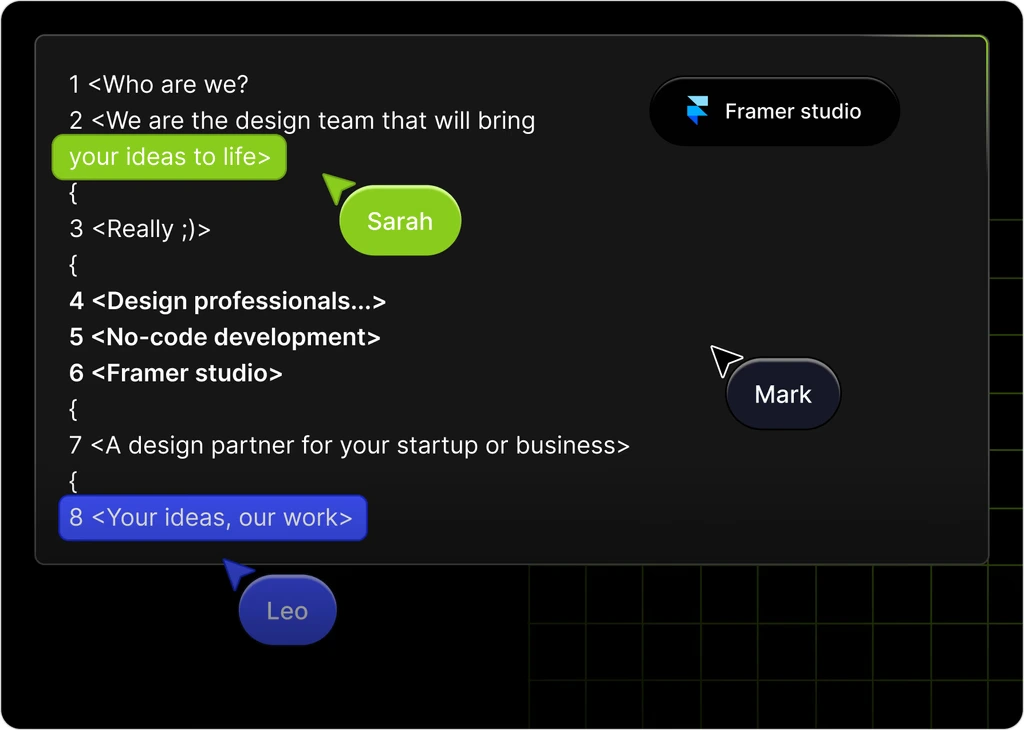 1 <Who are we?
2 <We are the design team that will bring
your ideas to life>
{
3 <Really ;)>
{
4 <Design professionals...>
5 <No-code development>
6 <Framer studio>
{
7 <A design partner for your startup or business>
{
8 <Your ideas, our work>
Framer studio
Sarah
Mark
Leo